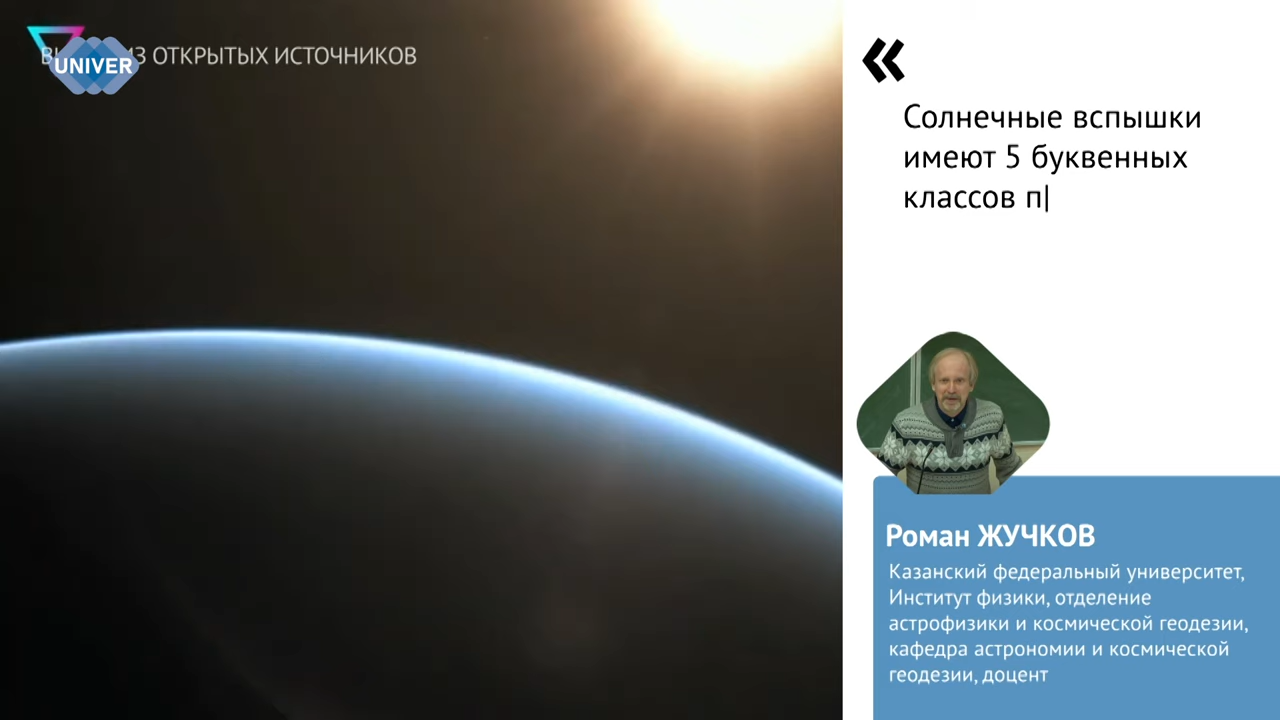 ИЗ ОТКРЫТЫХ ИСТОЧНИКОВ
UNIVER
«
Солнечные вспышки
имеют 5 буквенных
классов п
Роман ЖУЧКОВ
Казанский федеральный университет,
Институт физики, отделение
астрофизики и космической геодезии,
кафедра астрономии и космической
геодезии, доцент